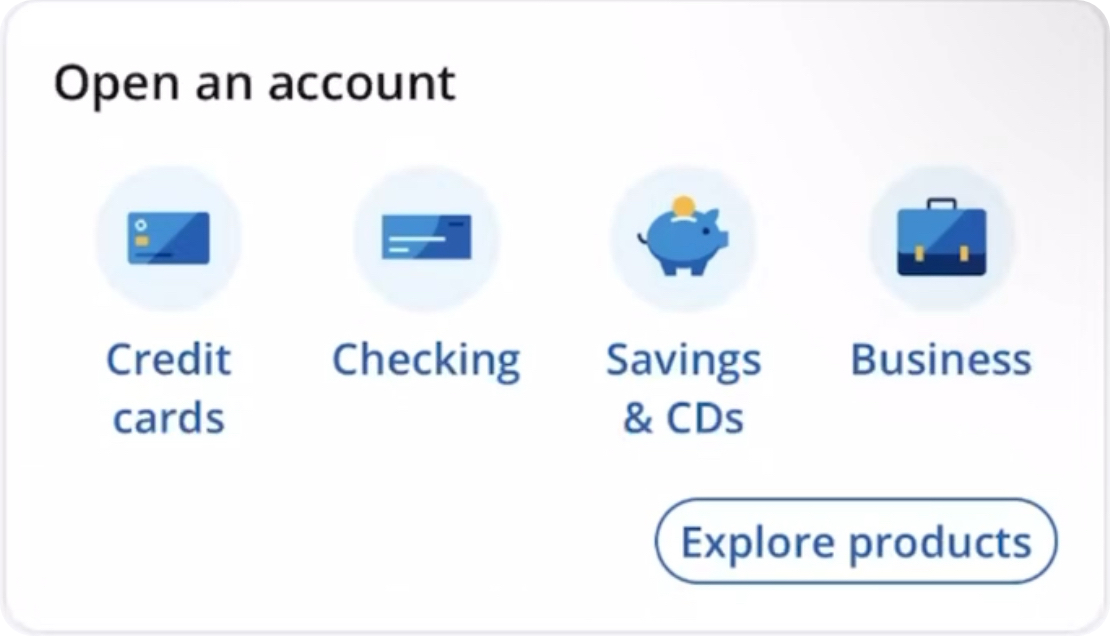 Open an account
Credit
cards
Checking
Savings
& CDs
Business
Explore products